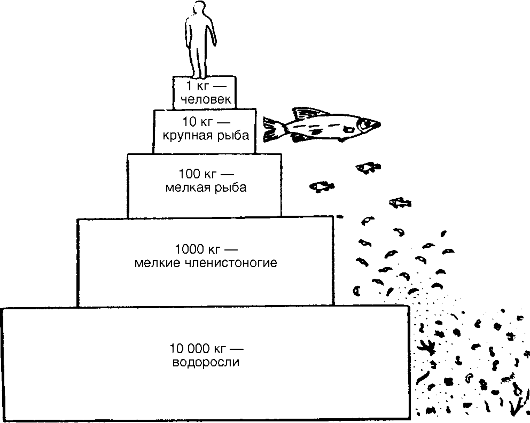 1 кг —
человек
10 кг —
крупная рыба
100 кг —
мелкая рыба
1000 кг —
мелкие членистоногие
10 000 кг —
водоросли